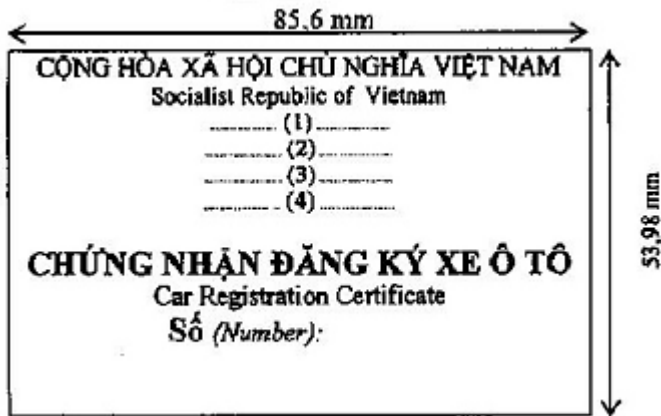 85,6 mm
CỘNG HÒA XÃ HỘI CHỦ NGHĨA VIỆT NAM
Socialist Republic of Vietnam
............ (1) ..............
............ (2) ..............
............ (3) ..............
............ (4) ..............
53,98 mm
CHỨNG NHẬN ĐĂNG KÝ XE Ô TÔ
Car Registration Certificate
Số (Number):